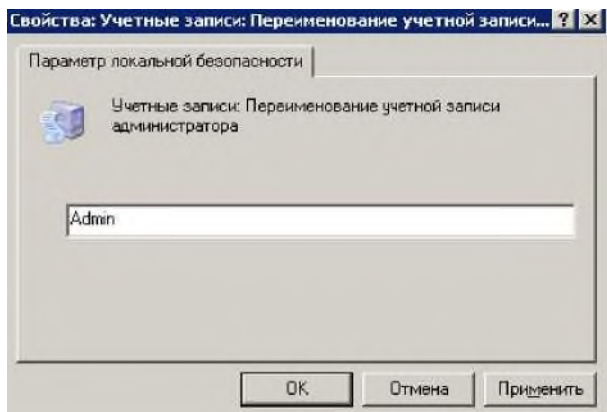 Свойства: Учетные записи: Переименование учетной записи... ? X
Параметр локальной безопасности
Учетные записи: Переименование учетной записи
администратора
Admin
OK Отмена Применить